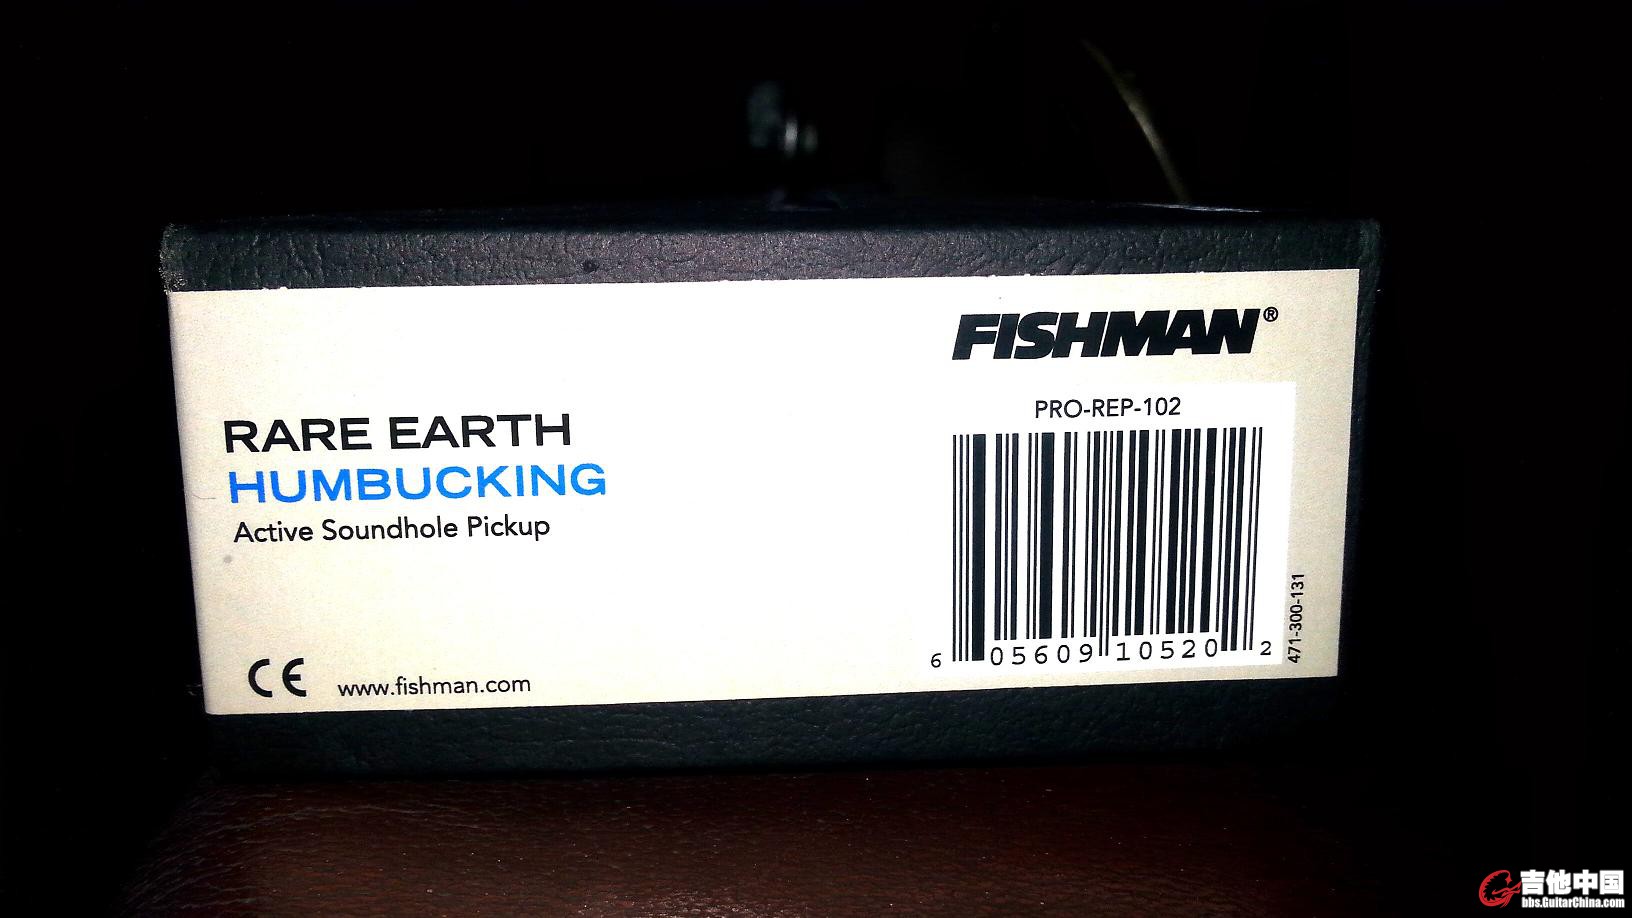 FISHMAN®
RARE EARTH
HUMBUCKING
Active Soundhole Pickup
PRO-REP-102
6 05609 10520 2
471-300-131
CE www.fishman.com
吉他中国
bbs.GuitarChina.com